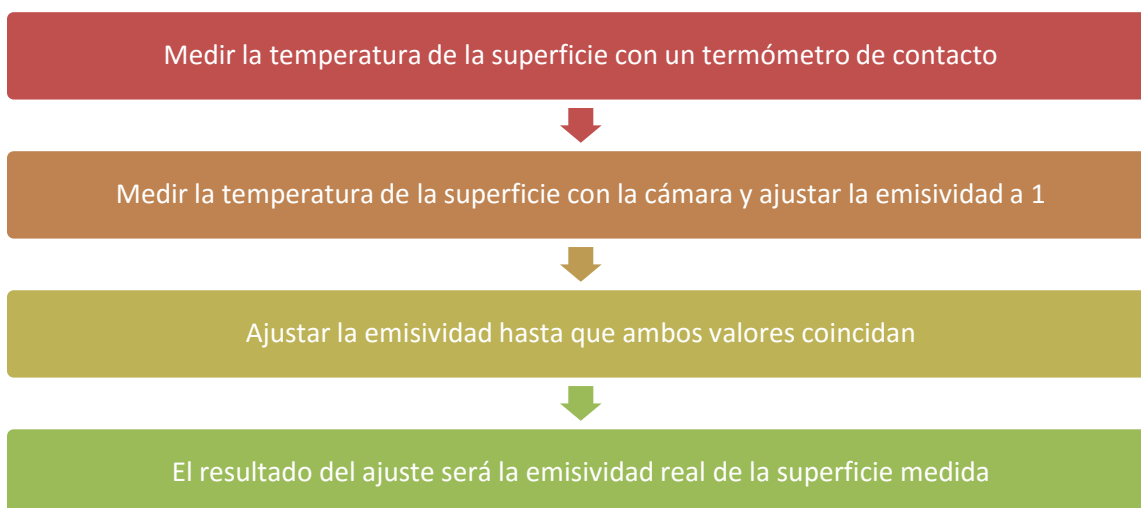 Medir la temperatura de la superficie con un termómetro de contacto
Medir la temperatura de la superficie con la cámara y ajustar la emisividad a 1
Ajustar la emisividad hasta que ambos valores coincidan
El resultado del ajuste será la emisividad real de la superficie medida